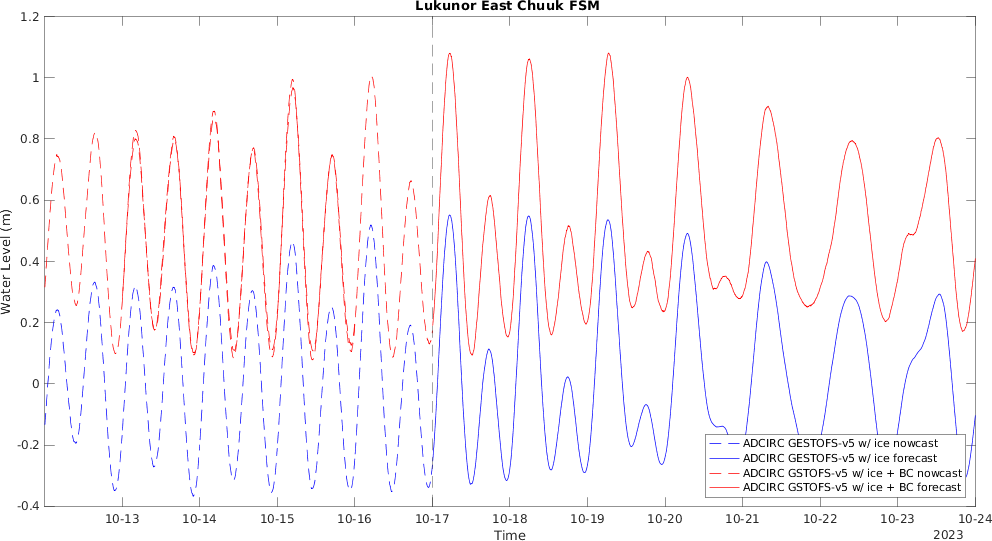 Lukunor East Chuuk FSM
1.2
1
0.8
0.6
0.4
0.2
0
-0.2
-0.4
Water Level (m)
ADCIRC GESTOFS-v5 w/ ice nowcast
ADCIRC GESTOFS-v5 w/ ice forecast
ADCIRC GSTOFS-v5 w/ ice + BC nowcast
ADCIRC GSTOFS-v5 w/ ice + BC forecast
10-13 10-14 10-15 10-16 10-17 10-18 10-19 10-20 10-21 10-22 10-23 10-24
Time
2023